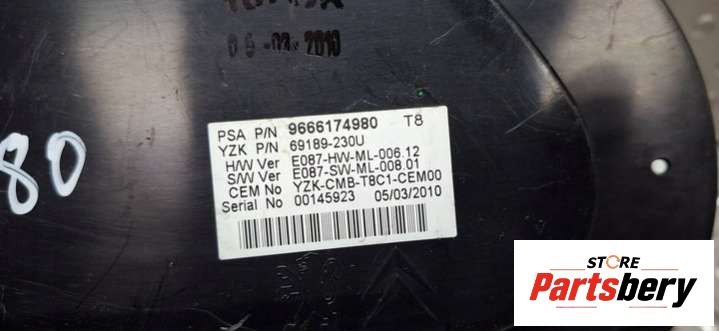 05-03-2010
80
PSA P/N 9666174980 T8
YZK P/N 69189-230U
H/W Ver E087-HW-ML-006.12
S/W Ver E087-SW-ML-008.01
CEM No YZK-CMB-T8C1-CEM00
Serial No 00145923 05/03/2010
STORE
Partsbery